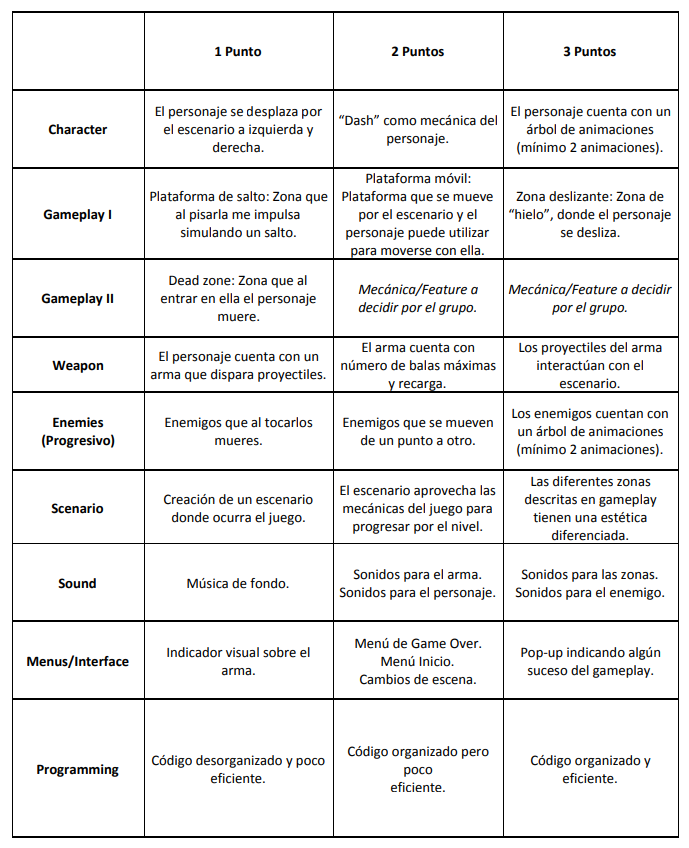 1 Punto
2 Puntos
3 Puntos
Character
El personaje se desplaza por
el escenario a izquierda y
derecha.
“Dash” como mecánica del
personaje.
El personaje cuenta con un
árbol de animaciones
(mínimo 2 animaciones).
Gameplay I
Plataforma de salto: Zona que
al pisarla me impulsa
simulando un salto.
Plataforma móvil:
Plataforma que se mueve
por el escenario y el
personaje puede utilizar
para moverse con ella.
Zona deslizante: Zona de
“hielo”, donde el personaje
se desliza.
Gameplay II
Dead zone: Zona que al
entrar en ella el personaje
muere.
Mecánica/Feature a
decidir por el grupo.
Mecánica/Feature a decidir
por el grupo.
Weapon
El personaje cuenta con un
arma que dispara proyectiles.
El arma cuenta con
número de balas máximas
y recarga.
Los proyectiles del arma
interactúan con el
escenario.
Enemies
(Progresivo)
Enemigos que al tocarlos
mueres.
Enemigos que se mueven
de un punto a otro.
Los enemigos cuentan con
un árbol de animaciones
(mínimo 2 animaciones).
Scenario
Creación de un escenario
donde ocurra el juego.
El escenario aprovecha las
mecánicas del juego para
progresar por el nivel.
Las diferentes zonas
descritas en gameplay
tienen una estética
diferenciada.
Sound
Música de fondo.
Sonidos para el arma.
Sonidos para el personaje.
Sonidos para las zonas.
Sonidos para el enemigo.
Menus/Interface
Indicador visual sobre el
arma.
Menú de Game Over.
Menú Inicio.
Cambios de escena.
Pop-up indicando algún
suceso del gameplay.
Programming
Código desorganizado y poco
eficiente.
Código organizado pero
poco
eficiente.
Código organizado y
eficiente.